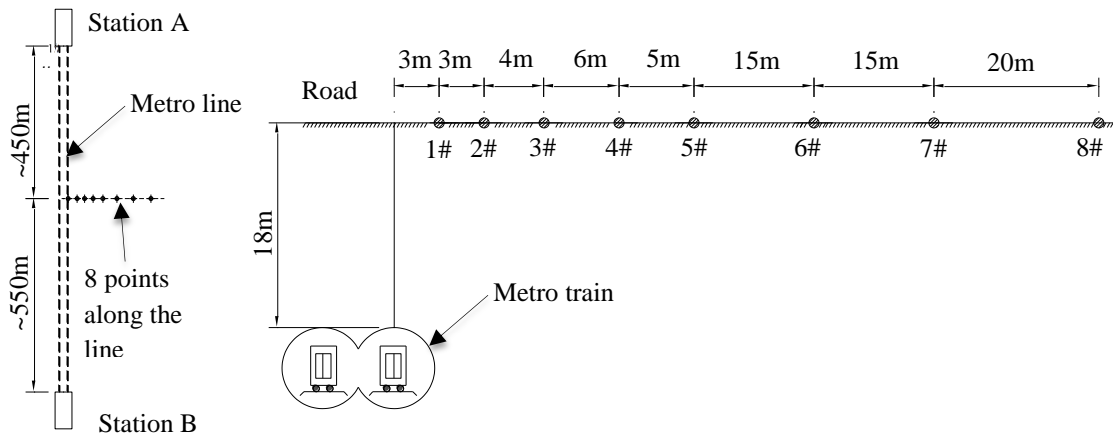 Station A
~450m
Metro line
~550m
8 points
along the
line
Station B
3m 3m 4m 6m 5m 15m 15m 20m
Road
1# 2# 3# 4# 5# 6# 7# 8#
18m
Metro train